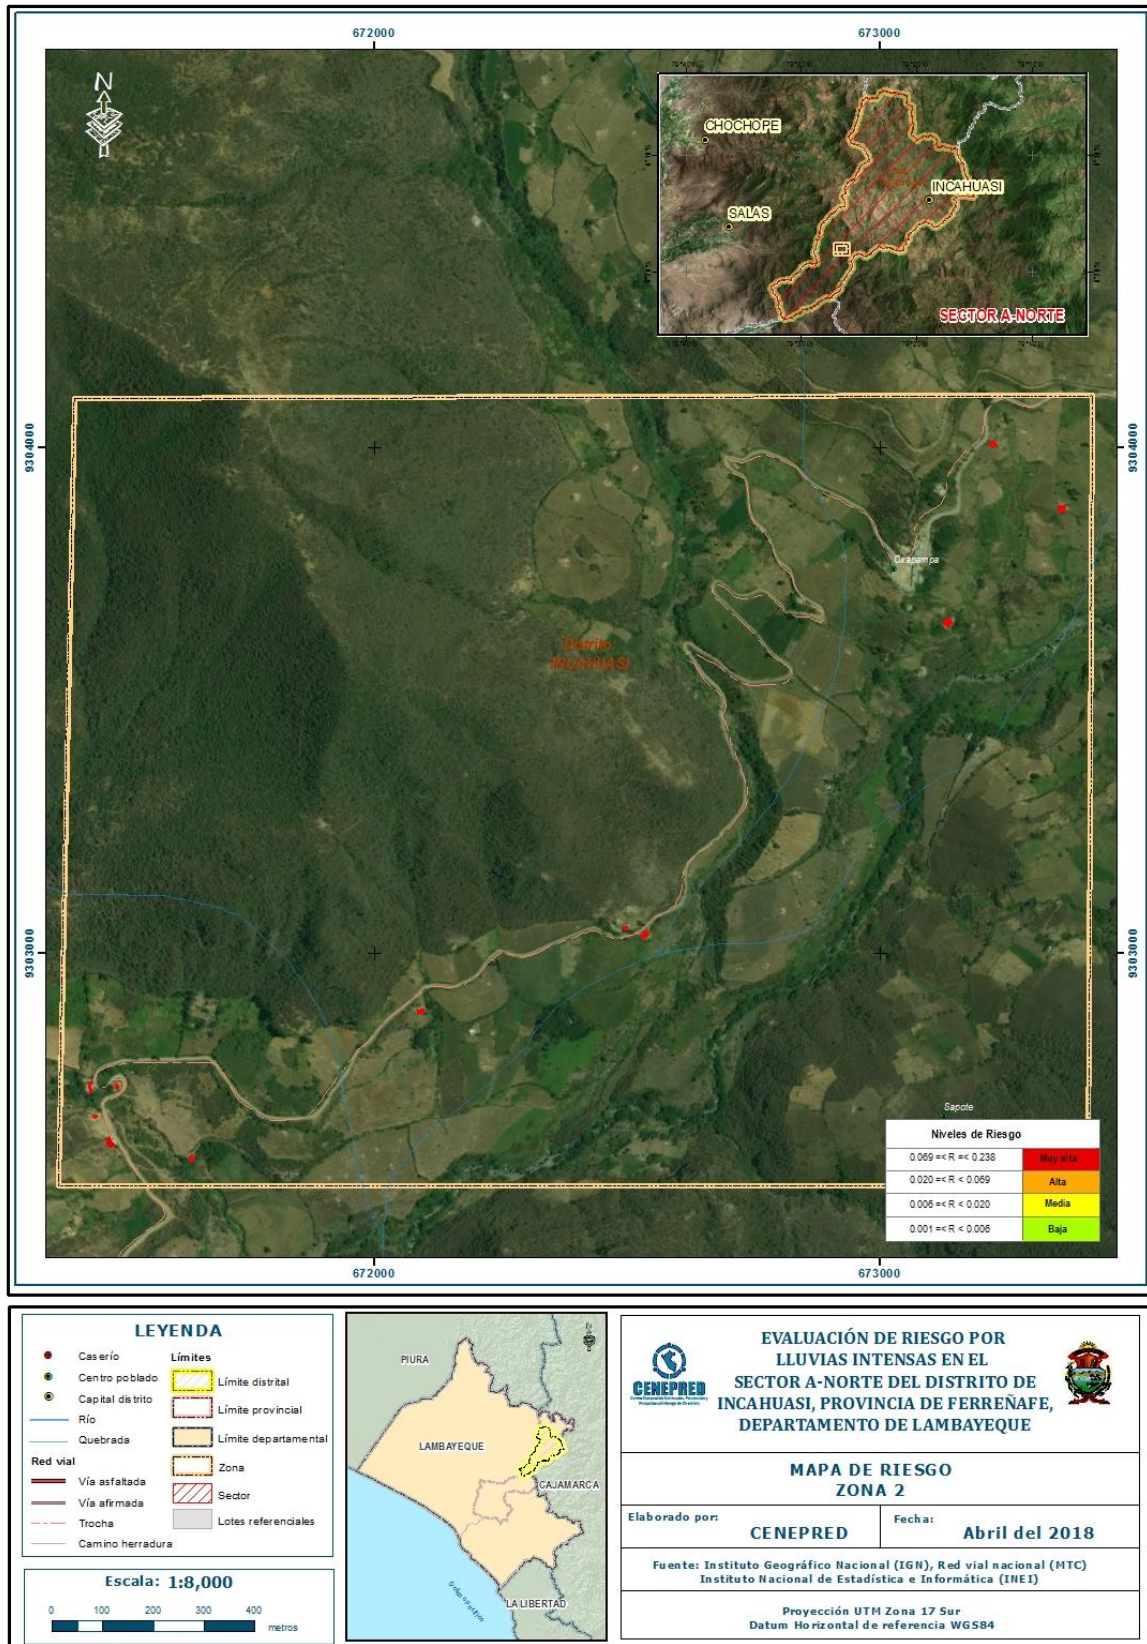 672000
673000
N
CHOCHOPE
INCAHUASI
SALAS
SECTOR A-NORTE
9304000
9304000
Oxapampa
Distrito.
INCAHUASI
9303000
9303000
Sapote
Niveles de Riesgo
0.069 =< R =< 0.238 Muy alta
0.020 =< R < 0.069 Alta
0.006 =< R < 0.020 Media
0.001 =< R < 0.006 Baja
672000
673000
LEYENDA
Caserío
Centro poblado
Capital distrito
Río
Quebrada
Red vial
Vía asfaltada
Vía afirmada
Trocha
Camino herradura
Límites
Límite distrital
Límite provincial
Límite departamental
Zona
Sector
Lotes referenciales
Escala: 1:8,000
0 100 200 300 400
metros
PIURA
LAMBAYEQUE
CAJAMARCA
LA LIBERTAD
CENEPRED
EVALUACIÓN DE RIESGO POR
LLUVIAS INTENSAS EN EL
SECTOR A-NORTE DEL DISTRITO DE
INCAHUASI, PROVINCIA DE FERREÑAFE,
DEPARTAMENTO DE LAMBAYEQUE
MAPA DE RIESGO
ZONA 2
Elaborado por:
CENEPRED
Fecha:
Abril del 2018
Fuente: Instituto Geográfico Nacional (IGN), Red vial nacional (MTC)
Instituto Nacional de Estadística e Informática (INEI)
Proyección UTM Zona 17 Sur
Datum Horizontal de referencia WGS84